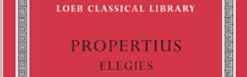 LOEB CLASSICAL LIBRARY
PROPERTIUS
ELEGIES